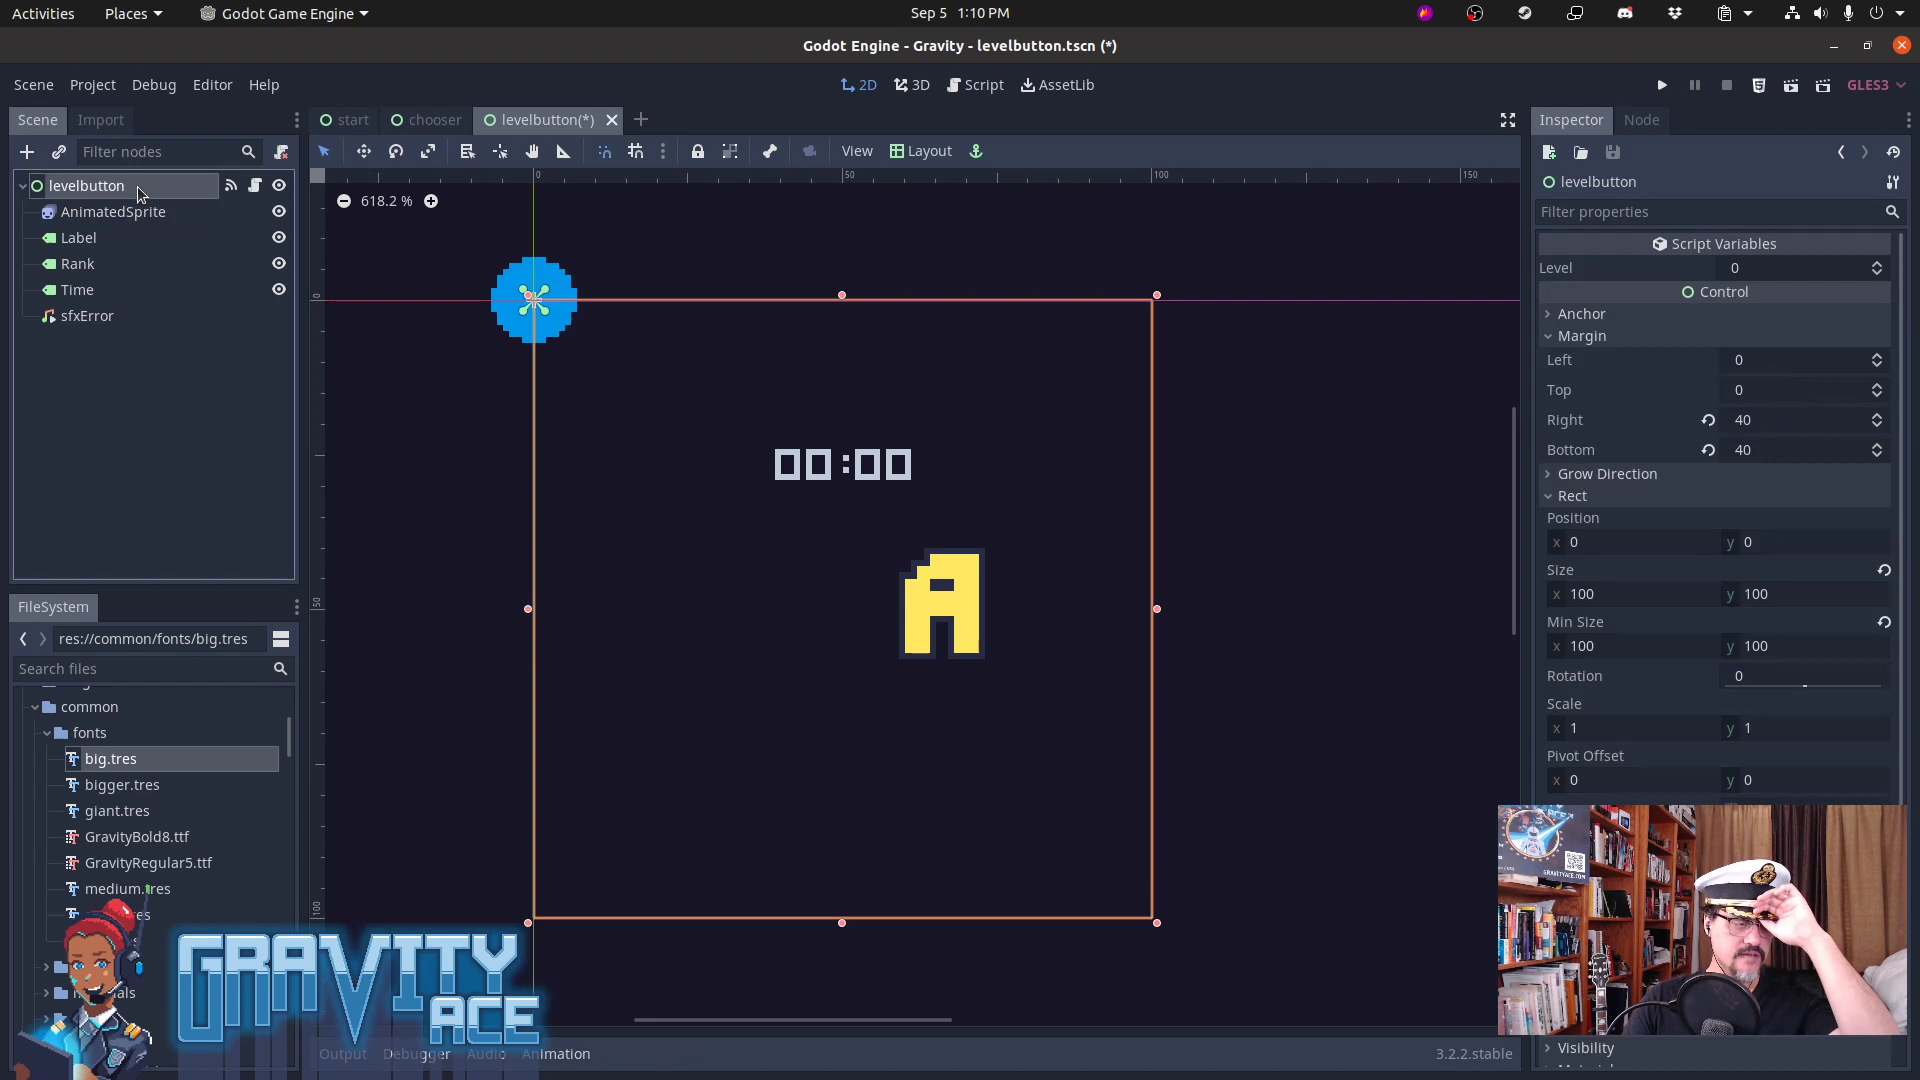 Activities Places Godot Game Engine Sep 5 1:10 PM
Godot Engine - Gravity - levelbutton.tscn (*)
Scene Project Debug Editor Help 2D 3D Script AssetLib GLES3
Scene Import start chooser levelbutton(*) Inspector Node
Filter nodes View Layout
levelbutton levelbutton
AnimatedSprite
Label
Rank
Time
sfxError
0 50 100 150
618.2 %
0
50
100
00:00
A
Filter properties
Script Variables
Level 0
Control
Anchor
Margin
Left 0
Top 0
Right 40
Bottom 40
Grow Direction
Rect
Position
x 0 y 0
Size
x 100 y 100
Min Size
x 100 y 100
Rotation 0
Scale
x 1 y 1
Pivot Offset
x 0 y 0
Visibility
FileSystem
res://common/fonts/big.tres
Search files
common
fonts
big.tres
bigger.tres
giant.tres
GravityBold8.ttf
GravityRegular5.ttf
medium.tres
GRAVITY
ACE
GRAVITYACE.COM
Output Debugger Audio Animation 3.2.2.stable